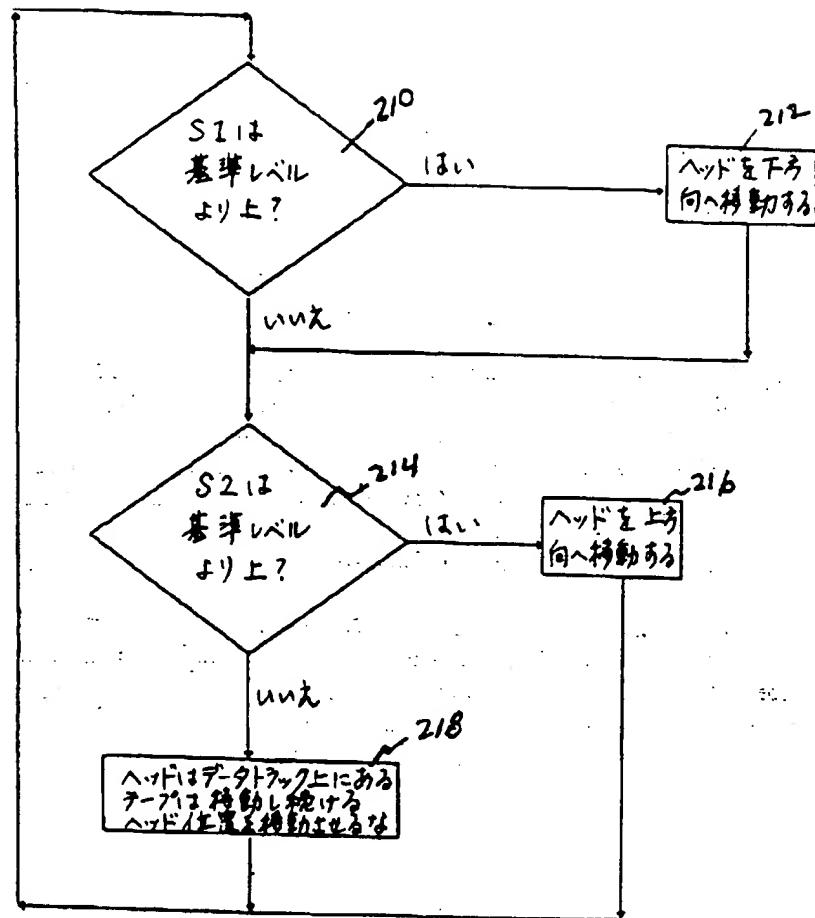 S1は
基準レベル
より上?
210
はい
212
ヘッドを下方
向へ移動する
いいえ
S2は
基準レベル
より上?
214
はい
216
ヘッドを上方
向へ移動する
いいえ
218
ヘッドはデータトラック上にある
テープは移動し続ける
ヘッド位置を移動させるな